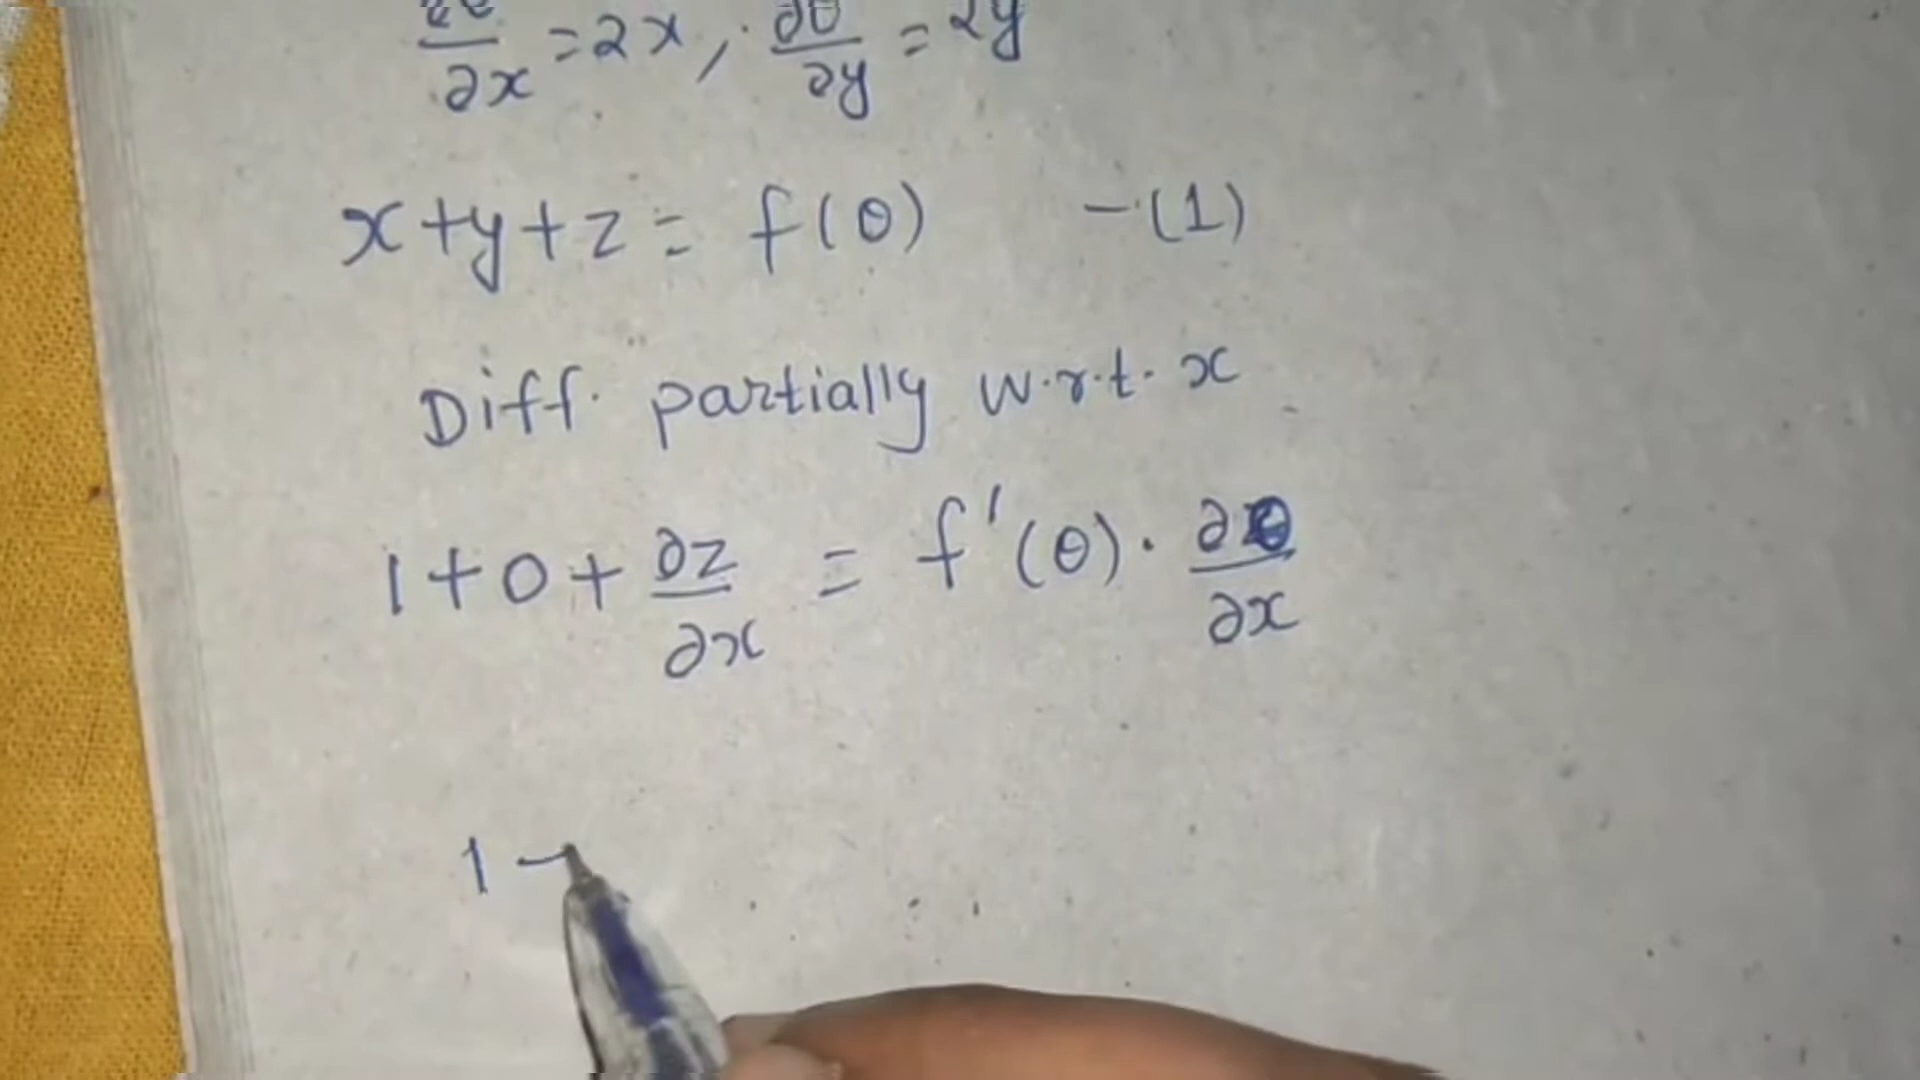 ∂θ/∂x = 2x, ∂θ/∂y = 2y
x+y+z = f(θ) -(1)
Diff. partially w.r.t. x
1+0+∂z/∂x = f'(θ)·∂θ/∂x
1